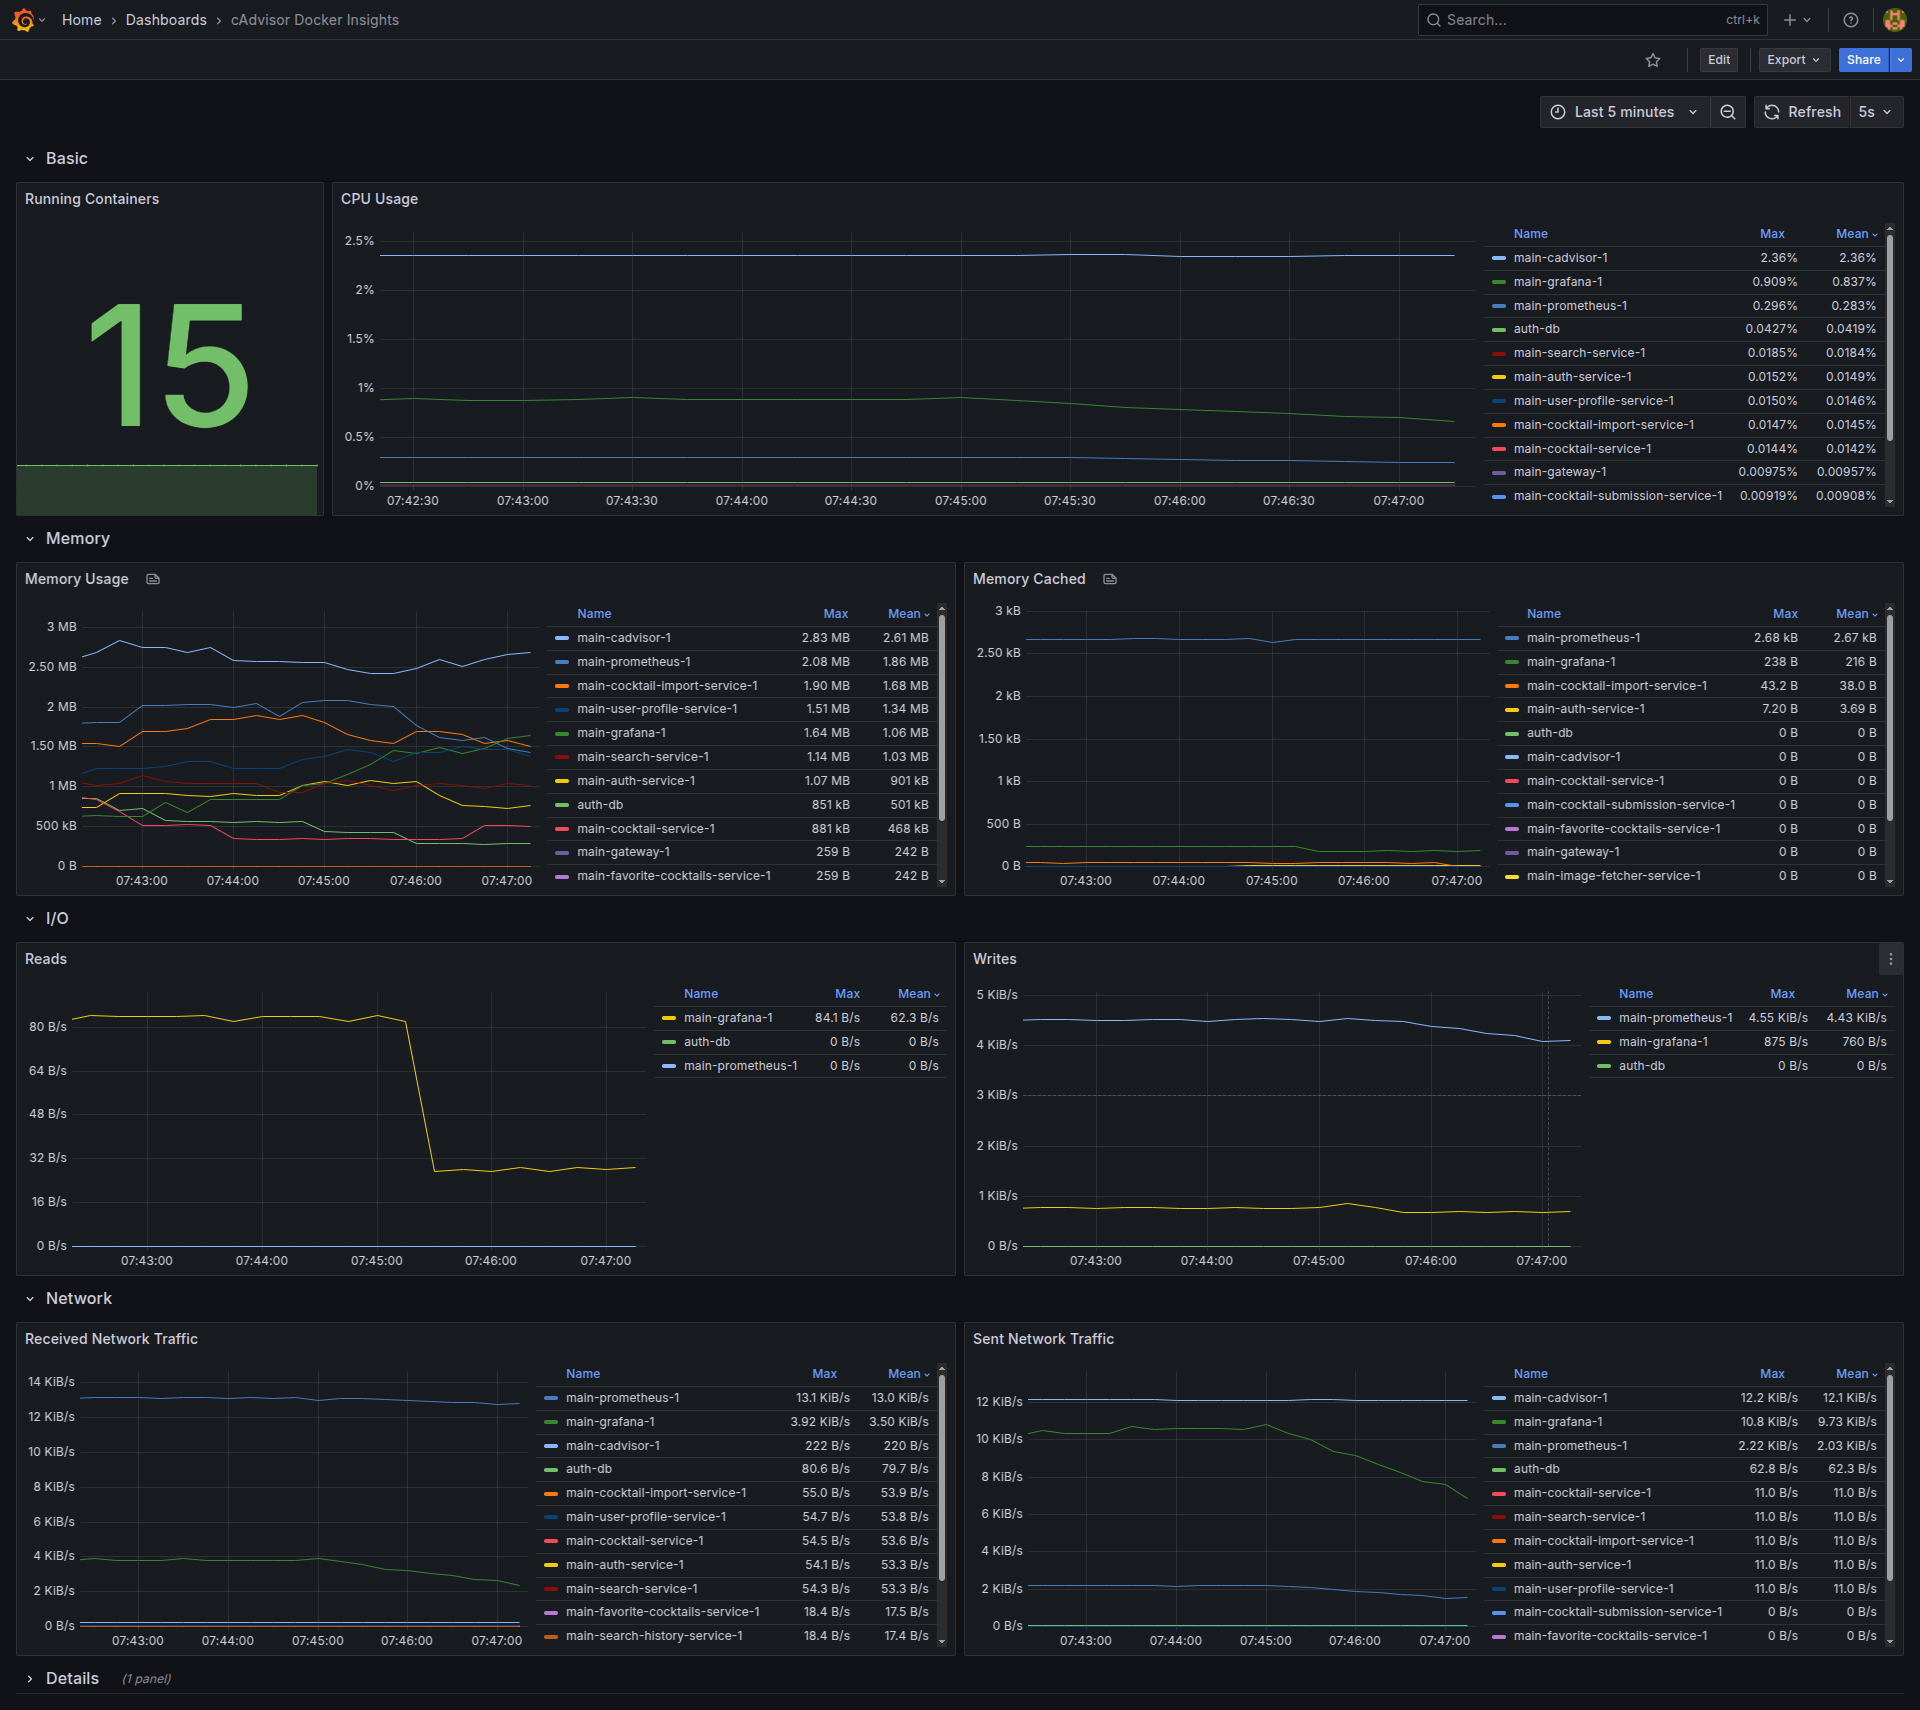 Home › Dashboards › cAdvisor Docker Insights
Search... ctrl+k
Edit Export Share
Last 5 minutes Refresh 5s
Basic
Running Containers
15
CPU Usage
2.5%
2%
1.5%
1%
0.5%
0%
07:42:30 07:43:00 07:43:30 07:44:00 07:44:30 07:45:00 07:45:30 07:46:00 07:46:30 07:47:00
Name Max Mean
main-cadvisor-1 2.36% 2.36%
main-grafana-1 0.909% 0.837%
main-prometheus-1 0.296% 0.283%
auth-db 0.0427% 0.0419%
main-search-service-1 0.0185% 0.0184%
main-auth-service-1 0.0152% 0.0149%
main-user-profile-service-1 0.0150% 0.0146%
main-cocktail-import-service-1 0.0147% 0.0145%
main-cocktail-service-1 0.0144% 0.0142%
main-gateway-1 0.00975% 0.00957%
main-cocktail-submission-service-1 0.00919% 0.00908%
Memory
Memory Usage
3 MB
2.50 MB
2 MB
1.50 MB
1 MB
500 kB
0 B
07:43:00 07:44:00 07:45:00 07:46:00 07:47:00
Name Max Mean
main-cadvisor-1 2.83 MB 2.61 MB
main-prometheus-1 2.08 MB 1.86 MB
main-cocktail-import-service-1 1.90 MB 1.68 MB
main-user-profile-service-1 1.51 MB 1.34 MB
main-grafana-1 1.64 MB 1.06 MB
main-search-service-1 1.14 MB 1.03 MB
main-auth-service-1 1.07 MB 901 kB
auth-db 851 kB 501 kB
main-cocktail-service-1 881 kB 468 kB
main-gateway-1 259 B 242 B
main-favorite-cocktails-service-1 259 B 242 B
Memory Cached
3 kB
2.50 kB
2 kB
1.50 kB
1 kB
500 B
0 B
07:43:00 07:44:00 07:45:00 07:46:00 07:47:00
Name Max Mean
main-prometheus-1 2.68 kB 2.67 kB
main-grafana-1 238 B 216 B
main-cocktail-import-service-1 43.2 B 38.0 B
main-auth-service-1 7.20 B 3.69 B
auth-db 0 B 0 B
main-cadvisor-1 0 B 0 B
main-cocktail-service-1 0 B 0 B
main-cocktail-submission-service-1 0 B 0 B
main-favorite-cocktails-service-1 0 B 0 B
main-gateway-1 0 B 0 B
main-image-fetcher-service-1 0 B 0 B
I/O
Reads
80 B/s
64 B/s
48 B/s
32 B/s
16 B/s
0 B/s
07:43:00 07:44:00 07:45:00 07:46:00 07:47:00
Name Max Mean
main-grafana-1 84.1 B/s 62.3 B/s
auth-db 0 B/s 0 B/s
main-prometheus-1 0 B/s 0 B/s
Writes
5 KiB/s
4 KiB/s
3 KiB/s
2 KiB/s
1 KiB/s
0 B/s
07:43:00 07:44:00 07:45:00 07:46:00 07:47:00
Name Max Mean
main-prometheus-1 4.55 KiB/s 4.43 KiB/s
main-grafana-1 875 B/s 760 B/s
auth-db 0 B/s 0 B/s
Network
Received Network Traffic
14 KiB/s
12 KiB/s
10 KiB/s
8 KiB/s
6 KiB/s
4 KiB/s
2 KiB/s
0 B/s
07:43:00 07:44:00 07:45:00 07:46:00 07:47:00
Name Max Mean
main-prometheus-1 13.1 KiB/s 13.0 KiB/s
main-grafana-1 3.92 KiB/s 3.50 KiB/s
main-cadvisor-1 222 B/s 220 B/s
auth-db 80.6 B/s 79.7 B/s
main-cocktail-import-service-1 55.0 B/s 53.9 B/s
main-user-profile-service-1 54.7 B/s 53.8 B/s
main-cocktail-service-1 54.5 B/s 53.6 B/s
main-auth-service-1 54.1 B/s 53.3 B/s
main-search-service-1 54.3 B/s 53.3 B/s
main-favorite-cocktails-service-1 18.4 B/s 17.5 B/s
main-search-history-service-1 18.4 B/s 17.4 B/s
Sent Network Traffic
12 KiB/s
10 KiB/s
8 KiB/s
6 KiB/s
4 KiB/s
2 KiB/s
0 B/s
07:43:00 07:44:00 07:45:00 07:46:00 07:47:00
Name Max Mean
main-cadvisor-1 12.2 KiB/s 12.1 KiB/s
main-grafana-1 10.8 KiB/s 9.73 KiB/s
main-prometheus-1 2.22 KiB/s 2.03 KiB/s
auth-db 62.8 B/s 62.3 B/s
main-cocktail-service-1 11.0 B/s 11.0 B/s
main-search-service-1 11.0 B/s 11.0 B/s
main-cocktail-import-service-1 11.0 B/s 11.0 B/s
main-auth-service-1 11.0 B/s 11.0 B/s
main-user-profile-service-1 11.0 B/s 11.0 B/s
main-cocktail-submission-service-1 0 B/s 0 B/s
main-favorite-cocktails-service-1 0 B/s 0 B/s
Details (1 panel)